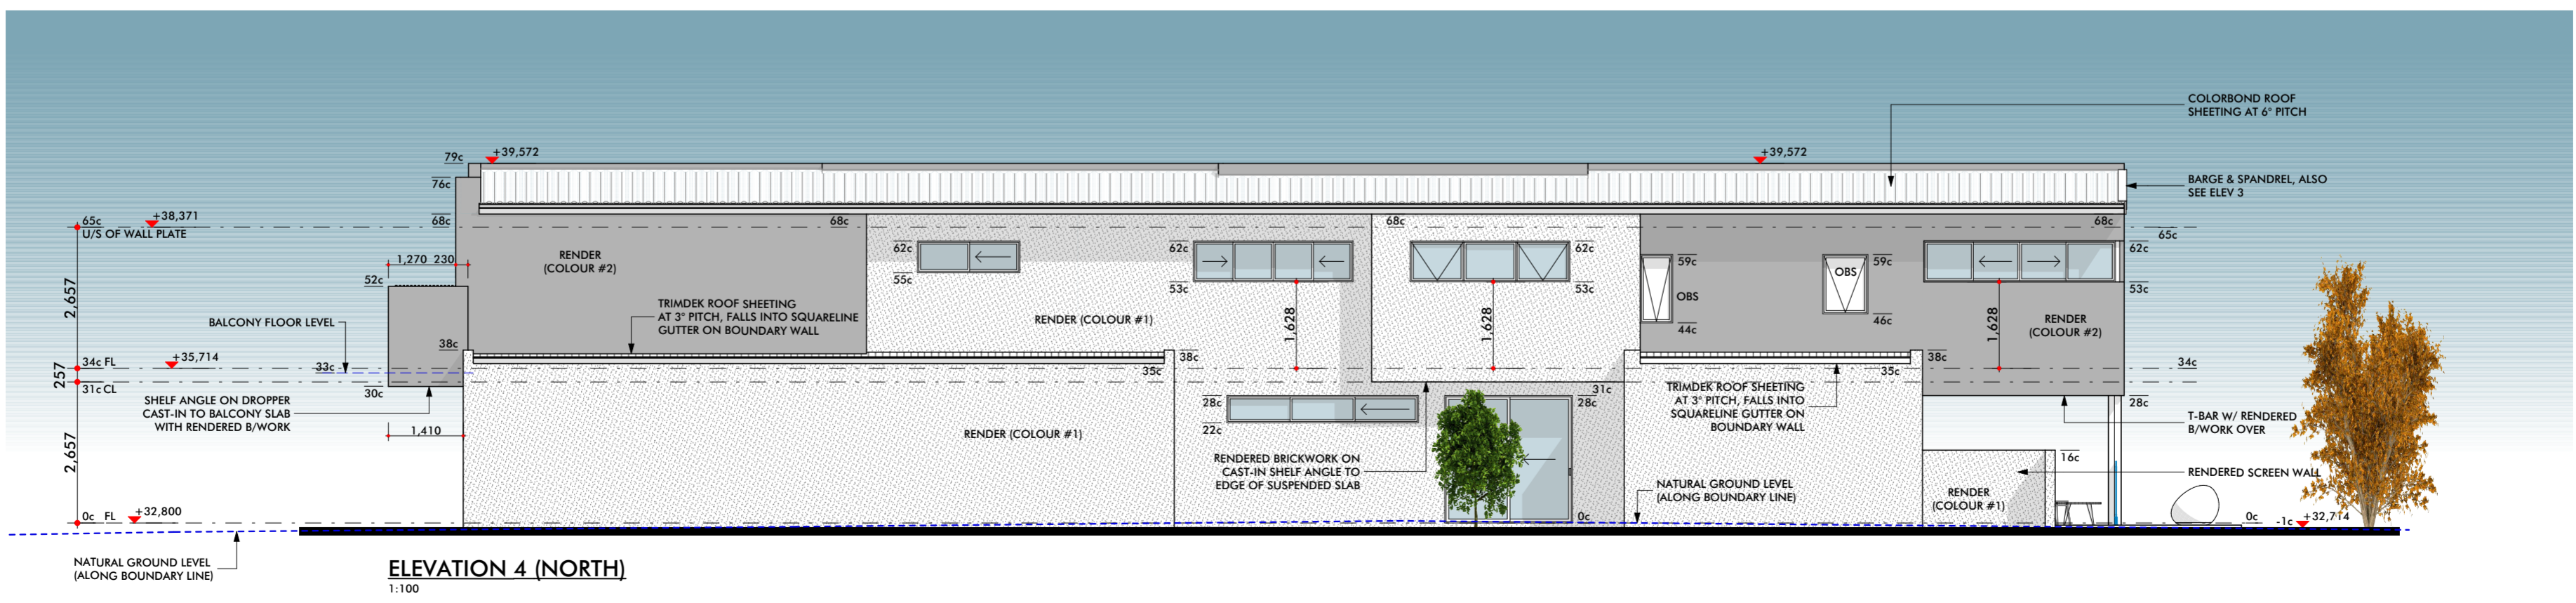 COLORBOND ROOF
SHEETING AT 6° PITCH
79c
+39,572
+39,572
76c
BARGE & SPANDREL, ALSO
SEE ELEV 3
65c
+38,371
68c
68c
68c
68c
U/S OF WALL PLATE
65c
RENDER
(COLOUR #2)
62c
62c
62c
62c
1,270
230
59c
OBS
59c
52c
55c
53c
53c
53c
OBS
2,657
TRIMDEK ROOF SHEETING
AT 3° PITCH, FALLS INTO SQUARELINE
GUTTER ON BOUNDARY WALL
RENDER (COLOUR #1)
1,628
1,628
44c
46c
1,628
RENDER
(COLOUR #2)
BALCONY FLOOR LEVEL
38c
38c
38c
34c FL
+35,714
33c
35c
35c
34c
257
31c CL
30c
31c
SHELF ANGLE ON DROPPER
CAST-IN TO BALCONY SLAB
WITH RENDERED B/WORK
TRIMDEK ROOF SHEETING
AT 3° PITCH, FALLS INTO
SQUARELINE GUTTER ON
BOUNDARY WALL
28c
28c
28c
T-BAR W/ RENDERED
B/WORK OVER
1,410
22c
RENDER (COLOUR #1)
2,657
RENDERED BRICKWORK ON
CAST-IN SHELF ANGLE TO
EDGE OF SUSPENDED SLAB
16c
RENDERED SCREEN WALL
NATURAL GROUND LEVEL
(ALONG BOUNDARY LINE)
RENDER
(COLOUR #1)
0c FL
+32,800
0c
0c
-1c
+32,714
NATURAL GROUND LEVEL
(ALONG BOUNDARY LINE)
ELEVATION 4 (NORTH)
1:100